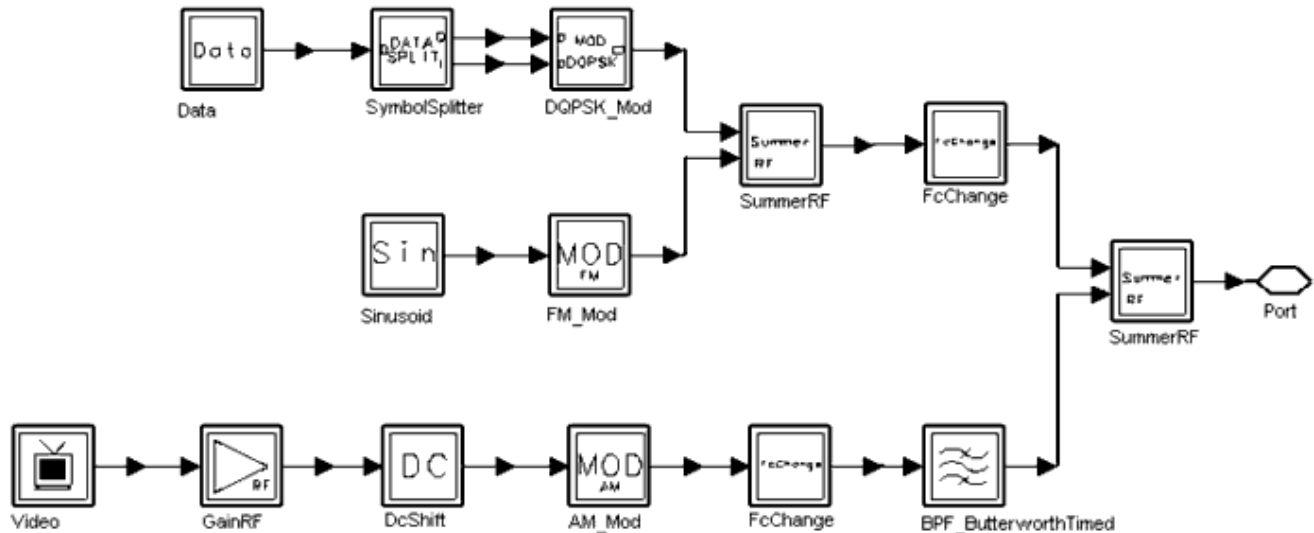 Data
DATA
SPLIT
MOD
DQPSK
Data
SymbolSplitter
DQPSK_Mod
Summer
RF
FcChange
SummerRF
FcChange
Sin
MOD
FM
Sinusoid
FM_Mod
Summer
RF
SummerRF
Port
RF
DC
MOD
AM
FcChange
Video
GainRF
DcShift
AM_Mod
FcChange
BPF_ButterworthTimed